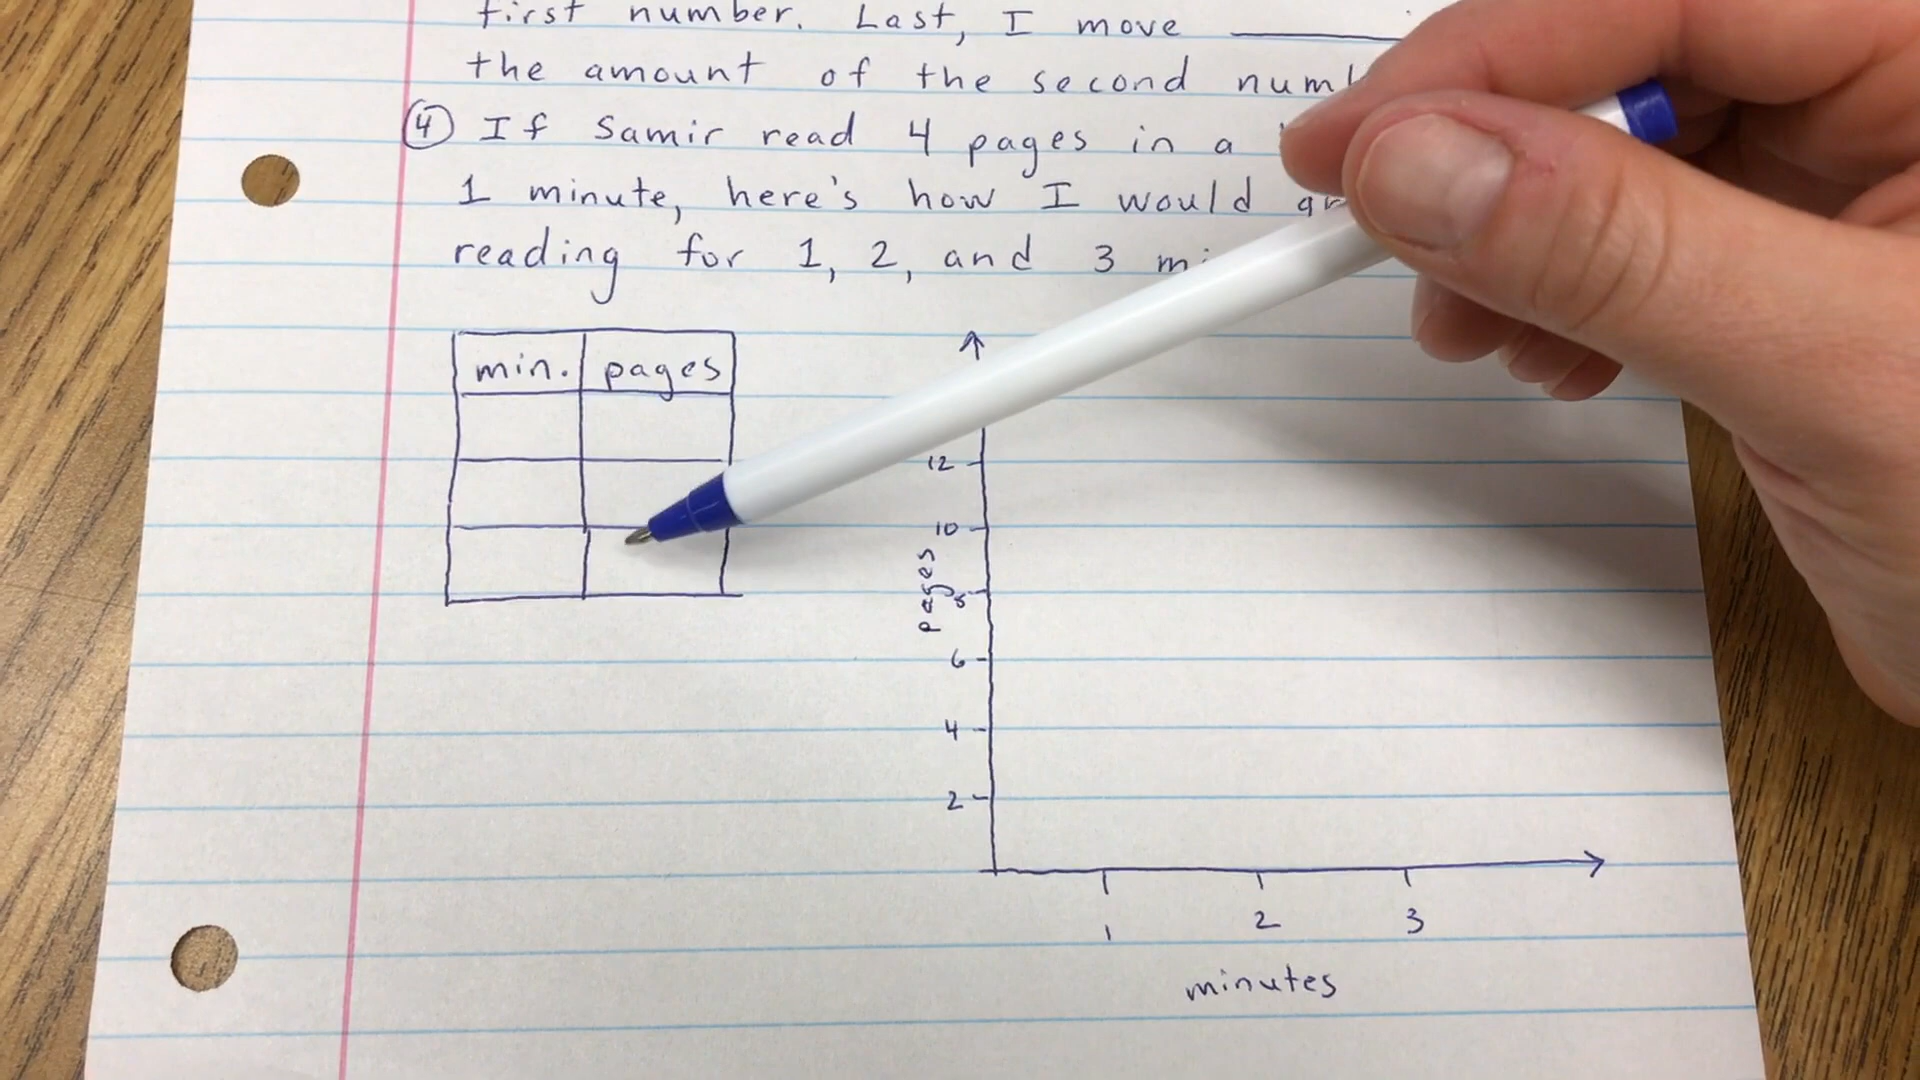 first number. Last, I move ______
the amount of the second
④ If Samir read 4 pages in a
1 minute, here's how I would
reading for 1, 2, and 3
min. pages
12
10
8
6
4
2
pages
1 2 3
minutes